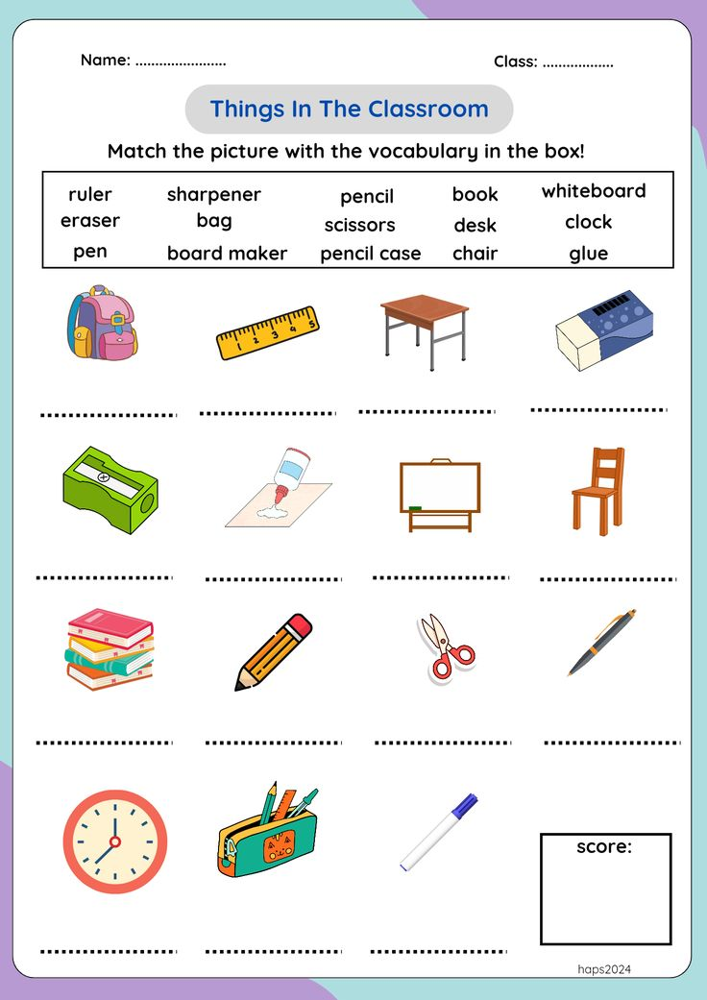 Name: ....................... Class: ..................
Things In The Classroom
Match the picture with the vocabulary in the box!
ruler sharpener pencil book whiteboard
eraser bag scissors desk clock
pen board maker pencil case chair glue
1 2 3 4 5
score:
haps2024